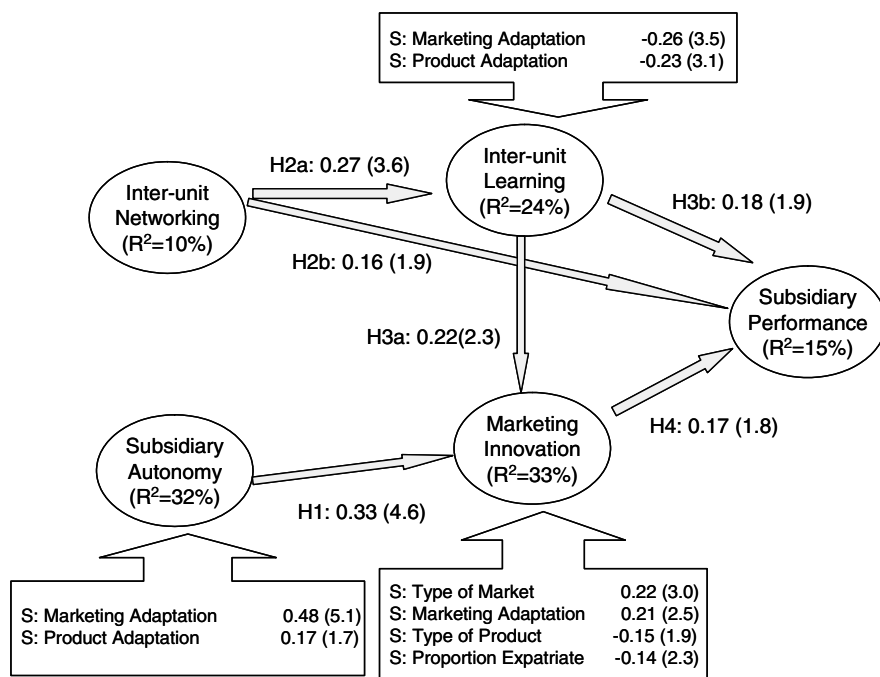 S: Marketing Adaptation -0.26 (3.5)
S: Product Adaptation -0.23 (3.1)
Inter-unit
Learning
(R²=24%)
H2a: 0.27 (3.6)
Inter-unit
Networking
(R²=10%)
H3b: 0.18 (1.9)
H2b: 0.16 (1.9)
Subsidiary
Performance
(R²=15%)
H3a: 0.22(2.3)
Marketing
Innovation
(R²=33%)
H4: 0.17 (1.8)
Subsidiary
Autonomy
(R²=32%)
H1: 0.33 (4.6)
S: Marketing Adaptation 0.48 (5.1)
S: Product Adaptation 0.17 (1.7)
S: Type of Market 0.22 (3.0)
S: Marketing Adaptation 0.21 (2.5)
S: Type of Product -0.15 (1.9)
S: Proportion Expatriate -0.14 (2.3)